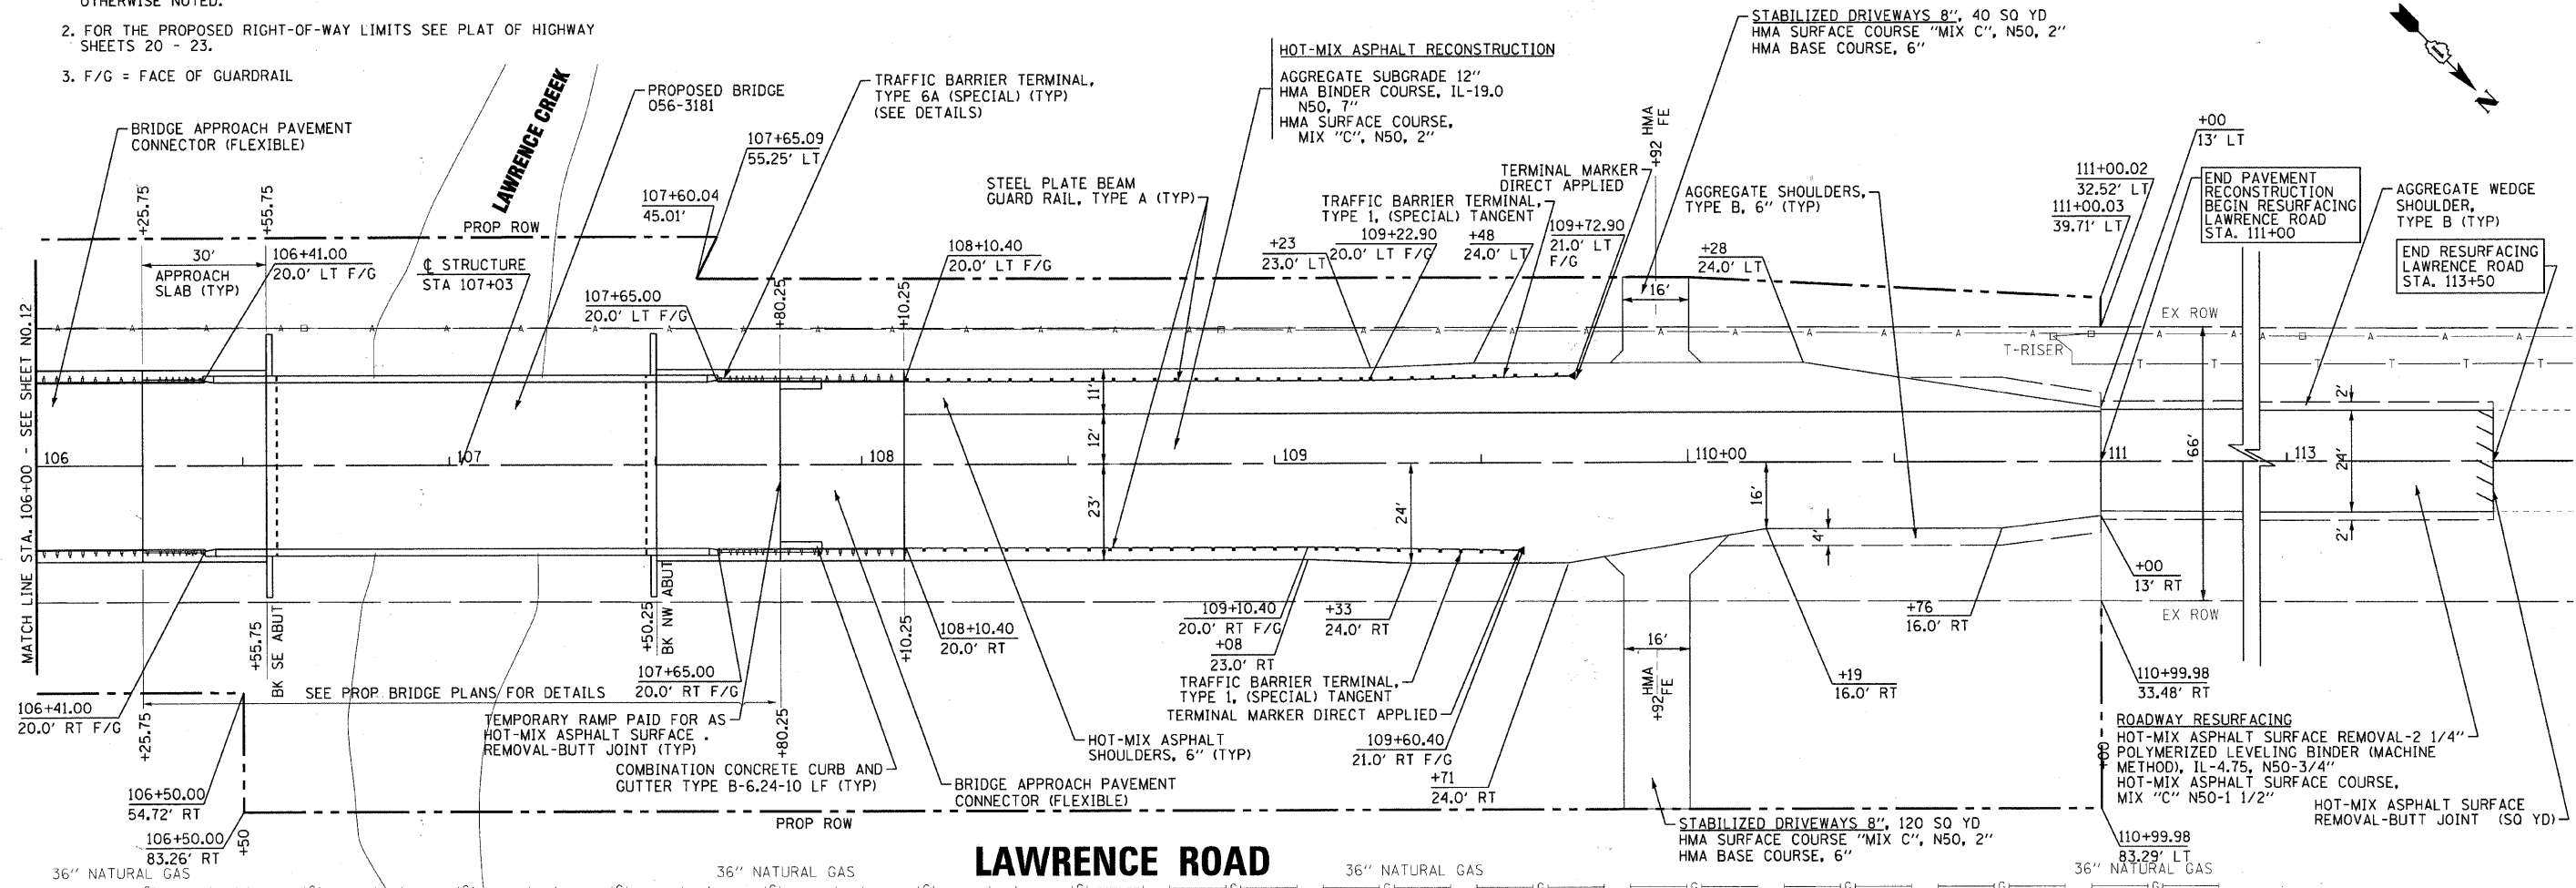 OTHERWISE NOTED.
2. FOR THE PROPOSED RIGHT-OF-WAY LIMITS SEE PLAT OF HIGHWAY
SHEETS 20 - 23.
3. F/G = FACE OF GUARDRAIL
LAWRENCE CREEK
BRIDGE APPROACH PAVEMENT
CONNECTOR (FLEXIBLE)
PROPOSED BRIDGE
056-3181
TRAFFIC BARRIER TERMINAL,
TYPE 6A (SPECIAL) (TYP)
(SEE DETAILS)
107+65.09
55.25' LT
107+60.04
45.01'
HOT-MIX ASPHALT RECONSTRUCTION
AGGREGATE SUBGRADE 12"
HMA BINDER COURSE, IL-19.0
N50, 7"
HMA SURFACE COURSE,
MIX "C", N50, 2"
STABILIZED DRIVEWAYS 8", 40 SQ YD
HMA SURFACE COURSE "MIX C", N50, 2"
HMA BASE COURSE, 6"
N
+92 HMA
FE
+00
13' LT
111+00.02
32.52' LT
111+00.03
39.71' LT
END PAVEMENT
RECONSTRUCTION
BEGIN RESURFACING
LAWRENCE ROAD
STA. 111+00
AGGREGATE WEDGE
SHOULDER,
TYPE B (TYP)
END RESURFACING
LAWRENCE ROAD
STA. 113+50
STEEL PLATE BEAM
GUARD RAIL, TYPE A (TYP)
TERMINAL MARKER
DIRECT APPLIED
TRAFFIC BARRIER TERMINAL,
TYPE 1, (SPECIAL) TANGENT
AGGREGATE SHOULDERS,
TYPE B, 6" (TYP)
+25.75
+55.75
PROP ROW
30'
APPROACH
SLAB (TYP)
106+41.00
20.0' LT F/G
℄ STRUCTURE
STA 107+03
107+65.00
20.0' LT F/G
+80.25
+10.25
108+10.40
20.0' LT F/G
+23
23.0' LT
109+22.90
20.0' LT F/G
+48
24.0' LT
109+72.90
21.0' LT
F/G
+28
24.0' LT
16'
EX ROW
T-RISER
A A A A A A A A
T T T T T
MATCH LINE STA. 106+00 - SEE SHEET NO.12
106
107
108
109
110+00
111
113
11'
12'
23'
24'
16'
4'
66'
2'
24'
2'
+55.75
BK SE ABUT
+50.25
BK NW ABUT
+10.25
108+10.40
20.0' RT
109+10.40
20.0' RT F/G
+08
23.0' RT
+33
24.0' RT
16'
+76
16.0' RT
+00
13' RT
EX ROW
107+65.00
20.0' RT F/G
SEE PROP. BRIDGE PLANS FOR DETAILS
106+41.00
20.0' RT F/G
+25.75
+80.25
TEMPORARY RAMP PAID FOR AS
HOT-MIX ASPHALT SURFACE
REMOVAL-BUTT JOINT (TYP)
COMBINATION CONCRETE CURB AND
GUTTER TYPE B-6.24-10 LF (TYP)
HOT-MIX ASPHALT
SHOULDERS, 6" (TYP)
BRIDGE APPROACH PAVEMENT
CONNECTOR (FLEXIBLE)
TRAFFIC BARRIER TERMINAL,
TYPE 1, (SPECIAL) TANGENT
TERMINAL MARKER DIRECT APPLIED
109+60.40
21.0' RT F/G
+71
24.0' RT
+92 HMA
FE
+19
16.0' RT
110+99.98
33.48' RT
+00
ROADWAY RESURFACING
HOT-MIX ASPHALT SURFACE REMOVAL-2 1/4"
POLYMERIZED LEVELING BINDER (MACHINE
METHOD), IL-4.75, N50-3/4"
HOT-MIX ASPHALT SURFACE COURSE,
MIX "C" N50-1 1/2"
HOT-MIX ASPHALT SURFACE
REMOVAL-BUTT JOINT (SQ YD)
106+50.00
54.72' RT
106+50.00
83.26' RT
+50
PROP ROW
STABILIZED DRIVEWAYS 8", 120 SQ YD
HMA SURFACE COURSE "MIX C", N50, 2"
HMA BASE COURSE, 6"
110+99.98
83.29' LT
LAWRENCE ROAD
36" NATURAL GAS
36" NATURAL GAS
36" NATURAL GAS
36" NATURAL GAS